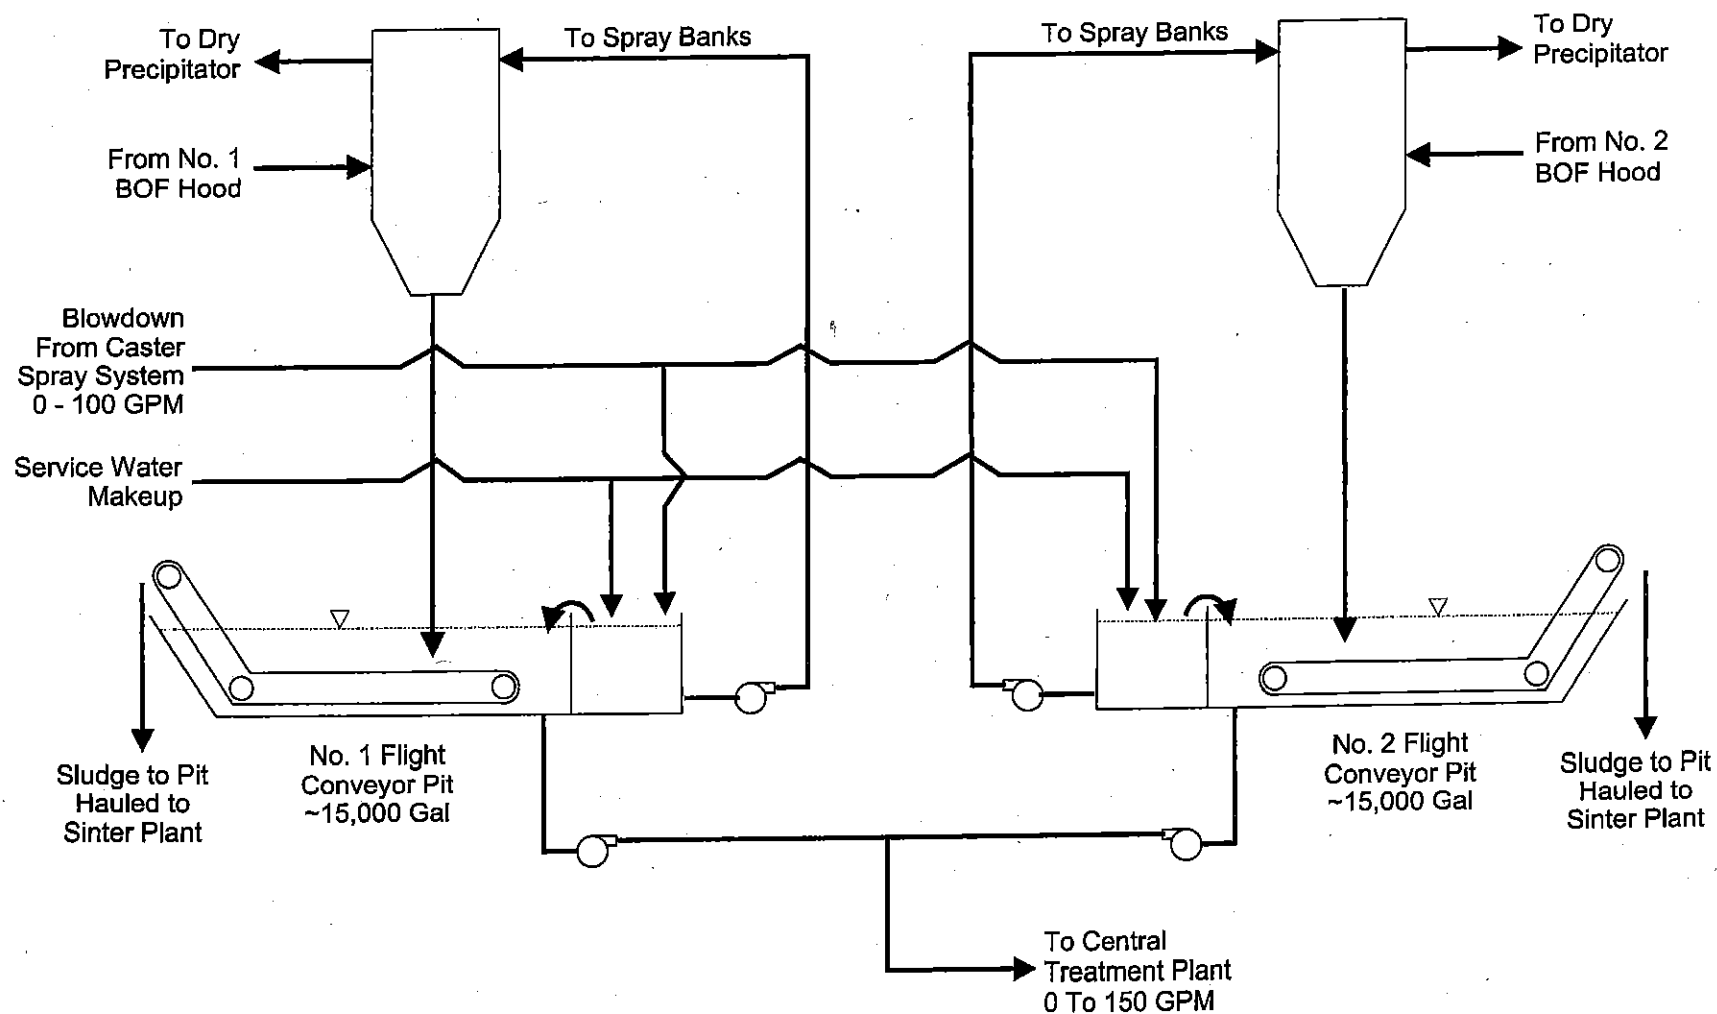 To Dry
Precipitator
To Spray Banks
To Spray Banks
To Dry
Precipitator
From No. 1
BOF Hood
From No. 2
BOF Hood
Blowdown
From Caster
Spray System
0 - 100 GPM
Service Water
Makeup
No. 1 Flight
Conveyor Pit
~15,000 Gal
No. 2 Flight
Conveyor Pit
~15,000 Gal
Sludge to Pit
Hauled to
Sinter Plant
Sludge to Pit
Hauled to
Sinter Plant
To Central
Treatment Plant
0 To 150 GPM